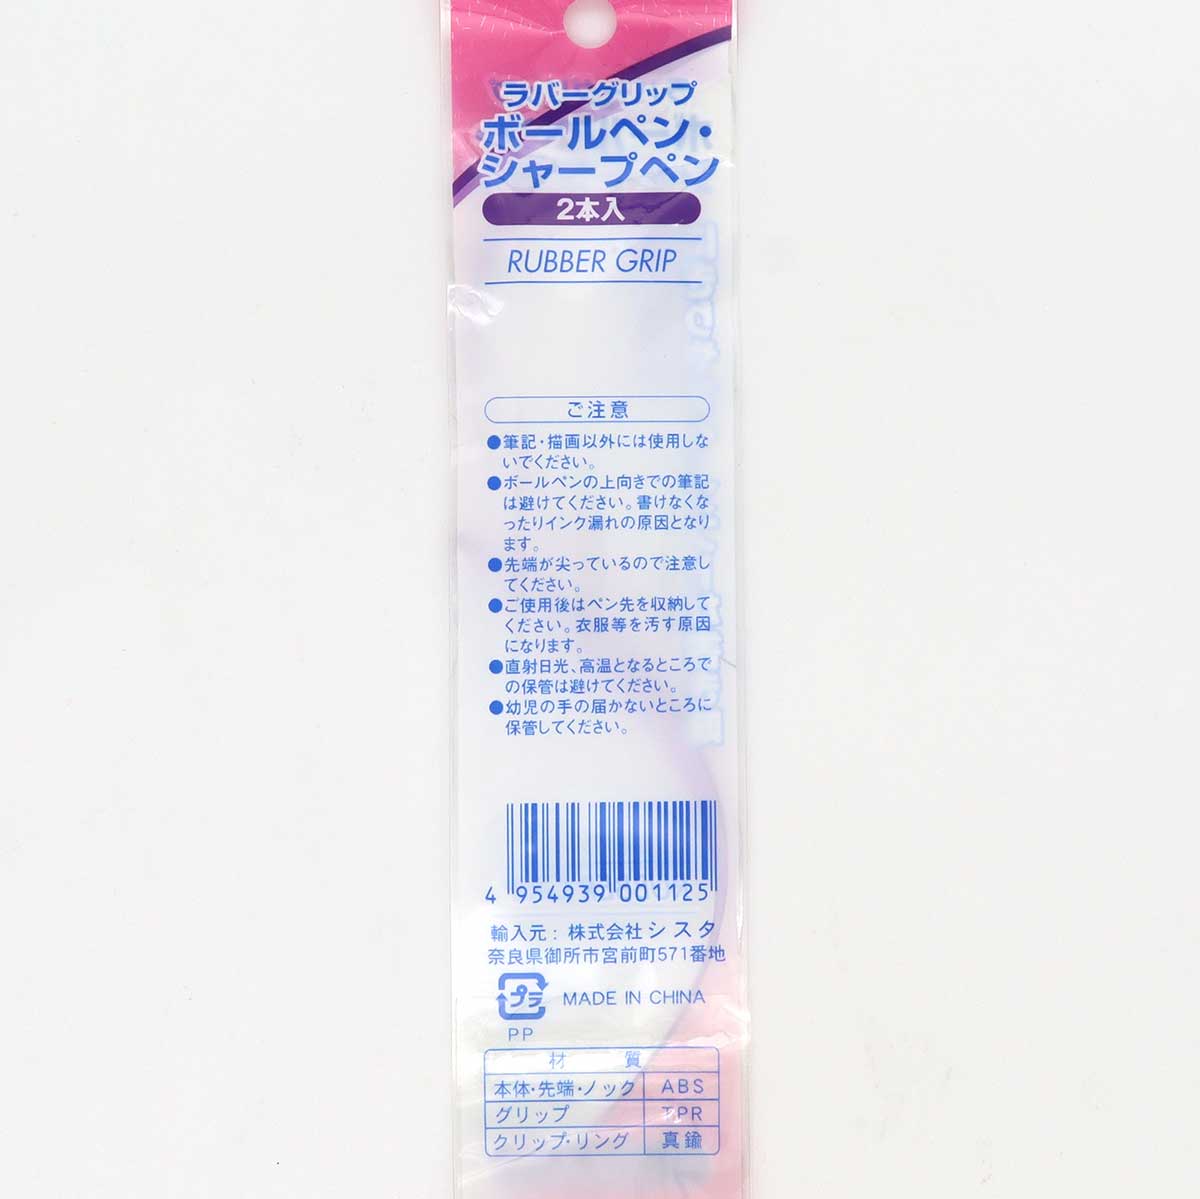 ラバーグリップ
ボールペン・
シャープペン
2本入
RUBBER GRIP
ご注意
●筆記・描画以外には使用しな
いでください。
●ボールペンの上向きでの筆記
は避けてください。書けなくな
ったりインク漏れの原因となり
ます。
●先端が尖っているので注意し
てください。
●ご使用後はペン先を収納して
ください。衣服等を汚す原因
になります。
●直射日光、高温となるところで
の保管は避けてください。
●幼児の手の届かないところに
保管してください。
4 954939 001125
輸入元：株式会社シスタ
奈良県御所市宮前町571番地
プラ MADE IN CHINA
PP
材質
本体・先端・ノック ABS
グリップ TPR
クリップ・リング 真鍮